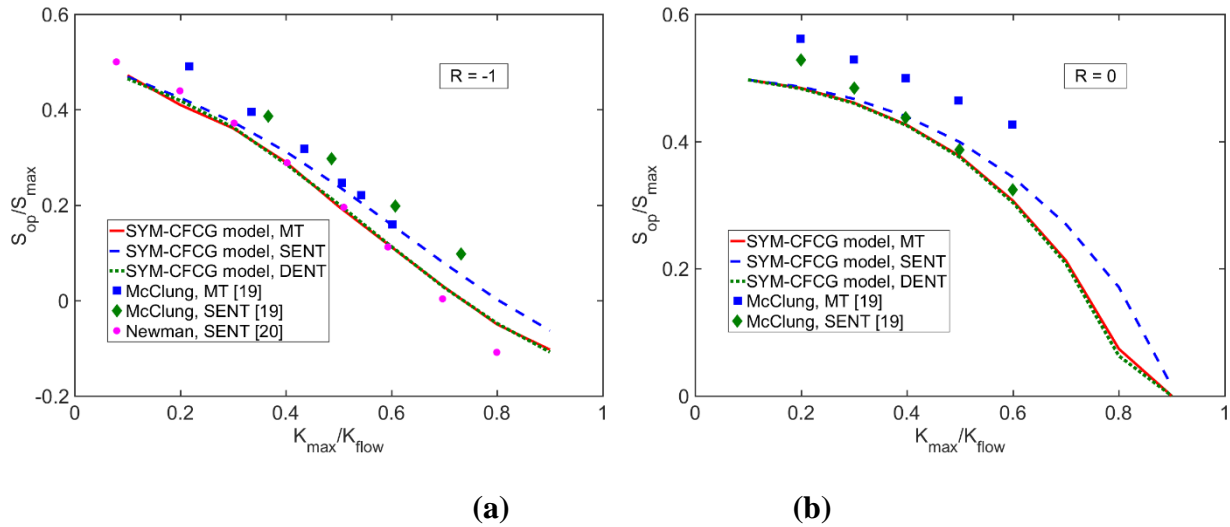 0.6
0.4
0.2
0
-0.2
S_op/S_max
R = -1
SYM-CFCG model, MT
SYM-CFCG model, SENT
SYM-CFCG model, DENT
McClung, MT [19]
McClung, SENT [19]
Newman, SENT [20]
0 0.2 0.4 0.6 0.8 1
K_max/K_flow
(a)
0.6
0.4
0.2
0
S_op/S_max
R = 0
SYM-CFCG model, MT
SYM-CFCG model, SENT
SYM-CFCG model, DENT
McClung, MT [19]
McClung, SENT [19]
0 0.2 0.4 0.6 0.8 1
K_max/K_flow
(b)